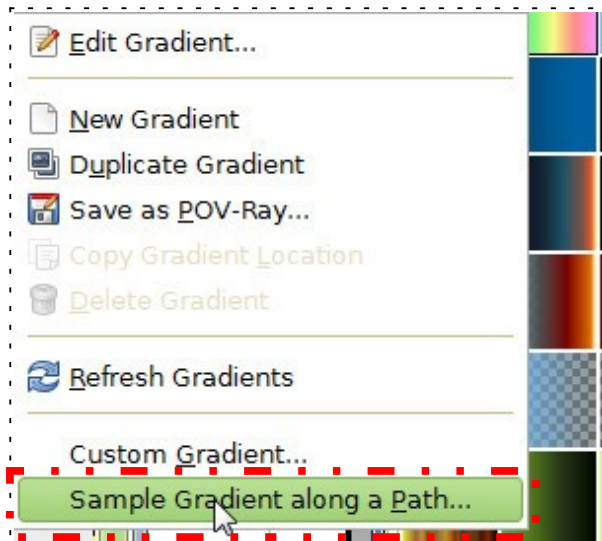 Edit Gradient...
New Gradient
Duplicate Gradient
Save as POV-Ray...
Copy Gradient Location
Delete Gradient
Refresh Gradients
Custom Gradient...
Sample Gradient along a Path...